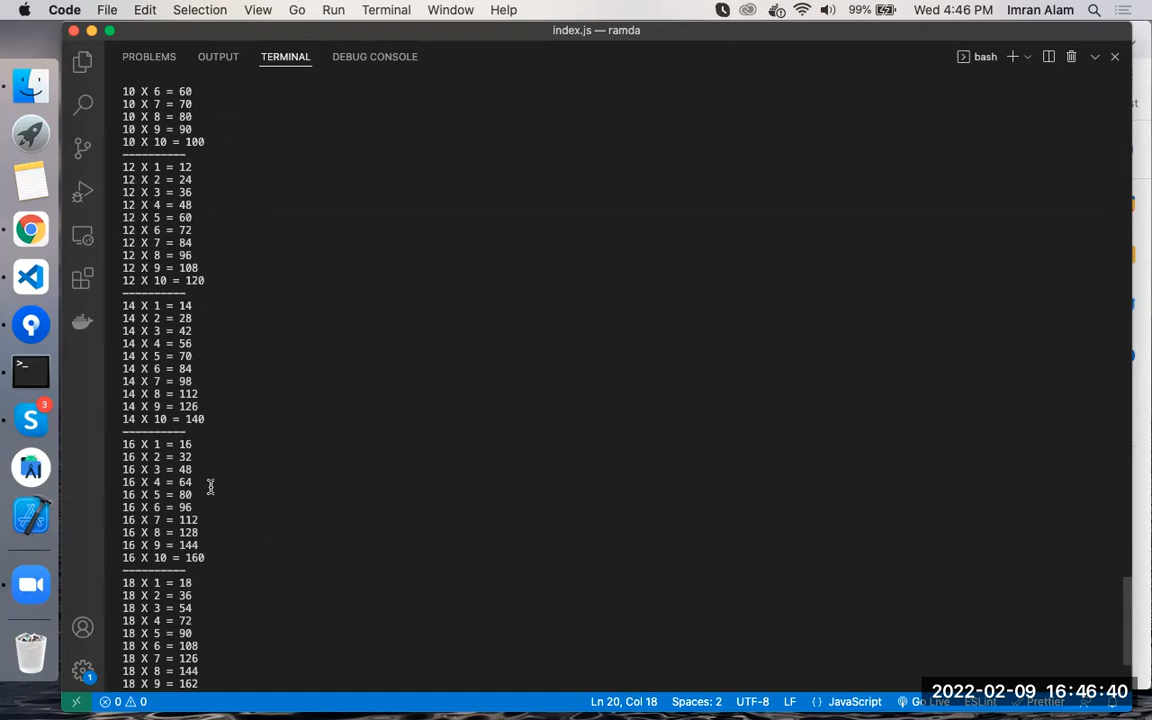 Code File Edit Selection View Go Run Terminal Window Help 99% Wed 4:46 PM Imran Alam
index.js — ramda
PROBLEMS OUTPUT TERMINAL DEBUG CONSOLE bash
10 X 6 = 60
10 X 7 = 70
10 X 8 = 80
10 X 9 = 90
10 X 10 = 100
----------
12 X 1 = 12
12 X 2 = 24
12 X 3 = 36
12 X 4 = 48
12 X 5 = 60
12 X 6 = 72
12 X 7 = 84
12 X 8 = 96
12 X 9 = 108
12 X 10 = 120
----------
14 X 1 = 14
14 X 2 = 28
14 X 3 = 42
14 X 4 = 56
14 X 5 = 70
14 X 6 = 84
14 X 7 = 98
14 X 8 = 112
14 X 9 = 126
14 X 10 = 140
----------
16 X 1 = 16
16 X 2 = 32
16 X 3 = 48
16 X 4 = 64
16 X 5 = 80
16 X 6 = 96
16 X 7 = 112
16 X 8 = 128
16 X 9 = 144
16 X 10 = 160
----------
18 X 1 = 18
18 X 2 = 36
18 X 3 = 54
18 X 4 = 72
18 X 5 = 90
18 X 6 = 108
18 X 7 = 126
18 X 8 = 144
18 X 9 = 162
3
1
2022-02-09 16:46:40
0 0 Ln 20, Col 18 Spaces: 2 UTF-8 LF {} JavaScript Go Live ESLint Prettier